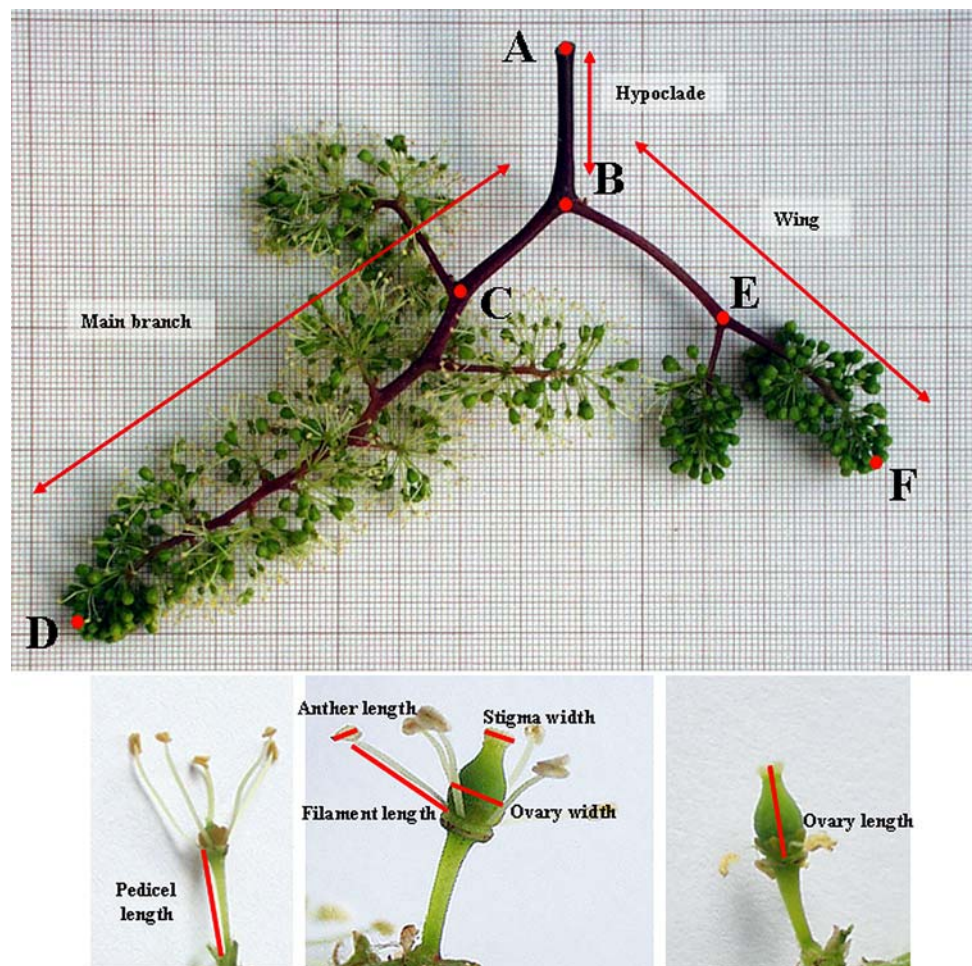 A
Hypoclade
B
Wing
Main branch
C
E
F
D
Anther length
Stigma width
Filament length
Ovary width
Ovary length
Pedicel
length